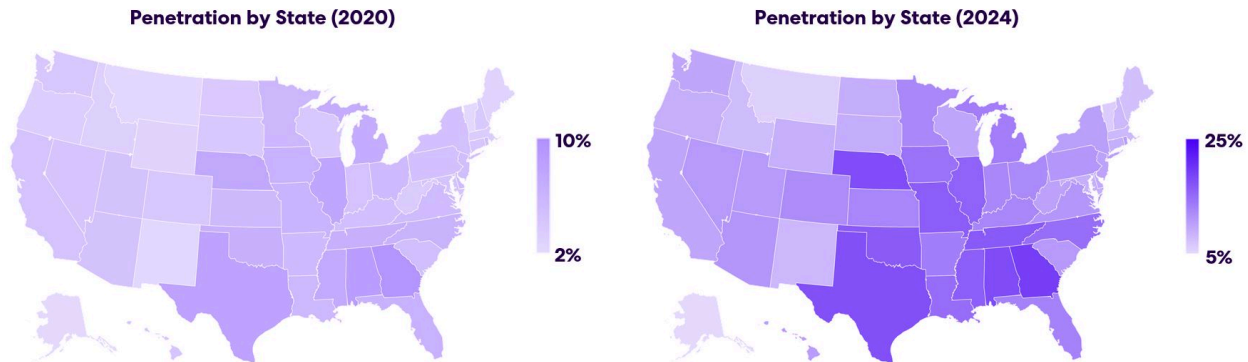 Penetration by State (2020)
10%
2%
Penetration by State (2024)
25%
5%